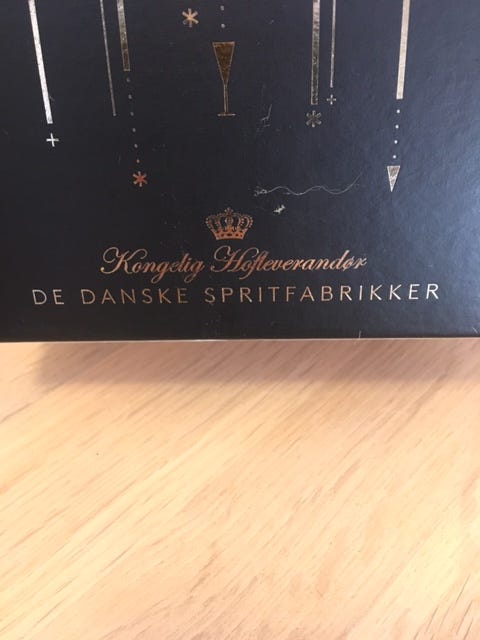 Kongelig Hofleverandør
DE DANSKE SPRITFABRIKKER